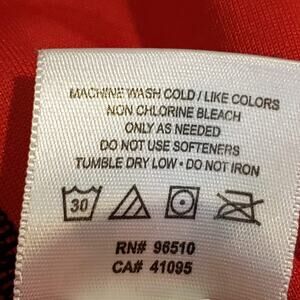 MACHINE WASH COLD / LIKE COLORS
NON CHLORINE BLEACH
ONLY AS NEEDED
DO NOT USE SOFTENERS
TUMBLE DRY LOW • DO NOT IRON
30
RN# 96510
CA# 41095